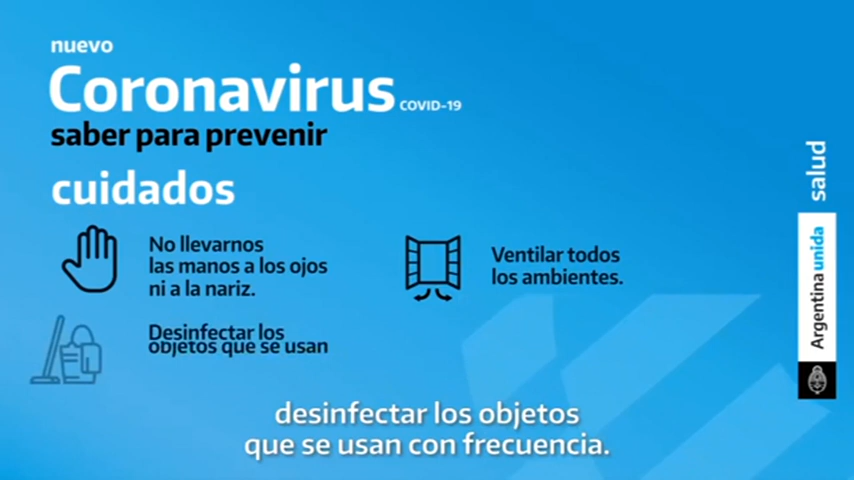 nuevo
Coronavirus COVID-19
saber para prevenir
cuidados
No llevarnos
las manos a los ojos
ni a la nariz.
Ventilar todos
los ambientes.
Desinfectar los
objetos que se usan
desinfectar los objetos
que se usan con frecuencia.
salud
Argentina unida